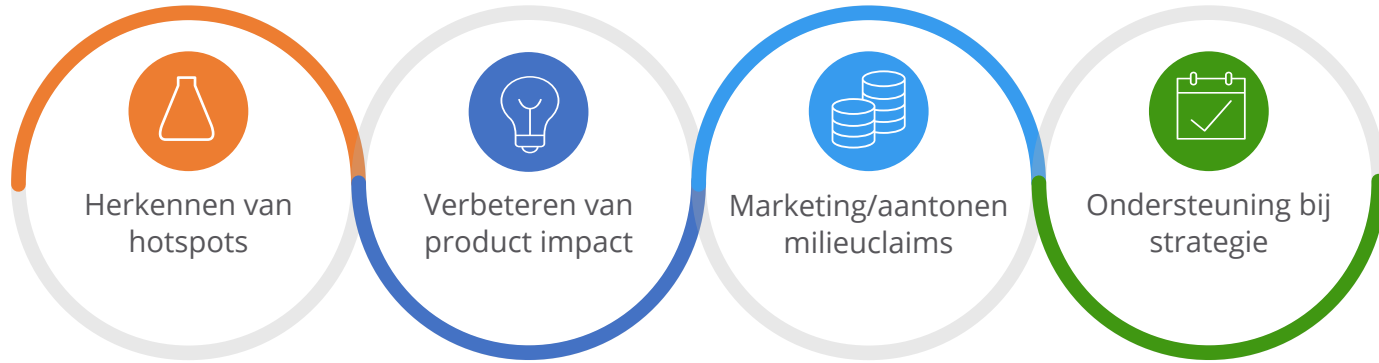 Herkennen van
hotspots
Verbeteren van
product impact
Marketing/aantonen
milieuclaims
Ondersteuning bij
strategie